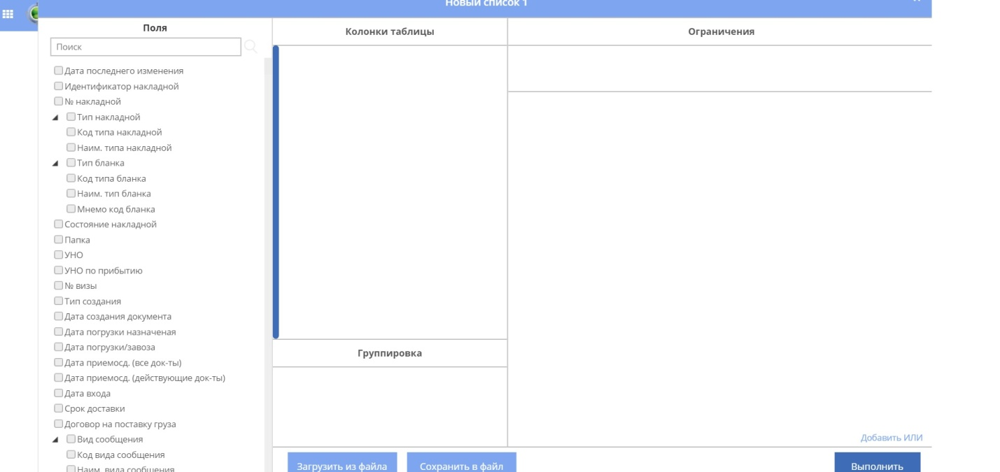 Новый список 1
Поля
Поиск
Дата последнего изменения
Идентификатор накладной
№ накладной
Тип накладной
Код типа накладной
Наим. типа накладной
Тип бланка
Код типа бланка
Наим. тип бланка
Мнемо код бланка
Состояние накладной
Папка
УНО
УНО по прибытию
№ визы
Тип создания
Дата создания документа
Дата погрузки назначеная
Дата погрузки/завоза
Дата приемосд. (все док-ты)
Дата приемосд. (действующие док-ты)
Дата входа
Срок доставки
Договор на поставку груза
Вид сообщения
Код вида сообщения
Наим. вида сообщения
Колонки таблицы
Группировка
Ограничения
Добавить ИЛИ
Загрузить из файла
Сохранить в файл
Выполнить